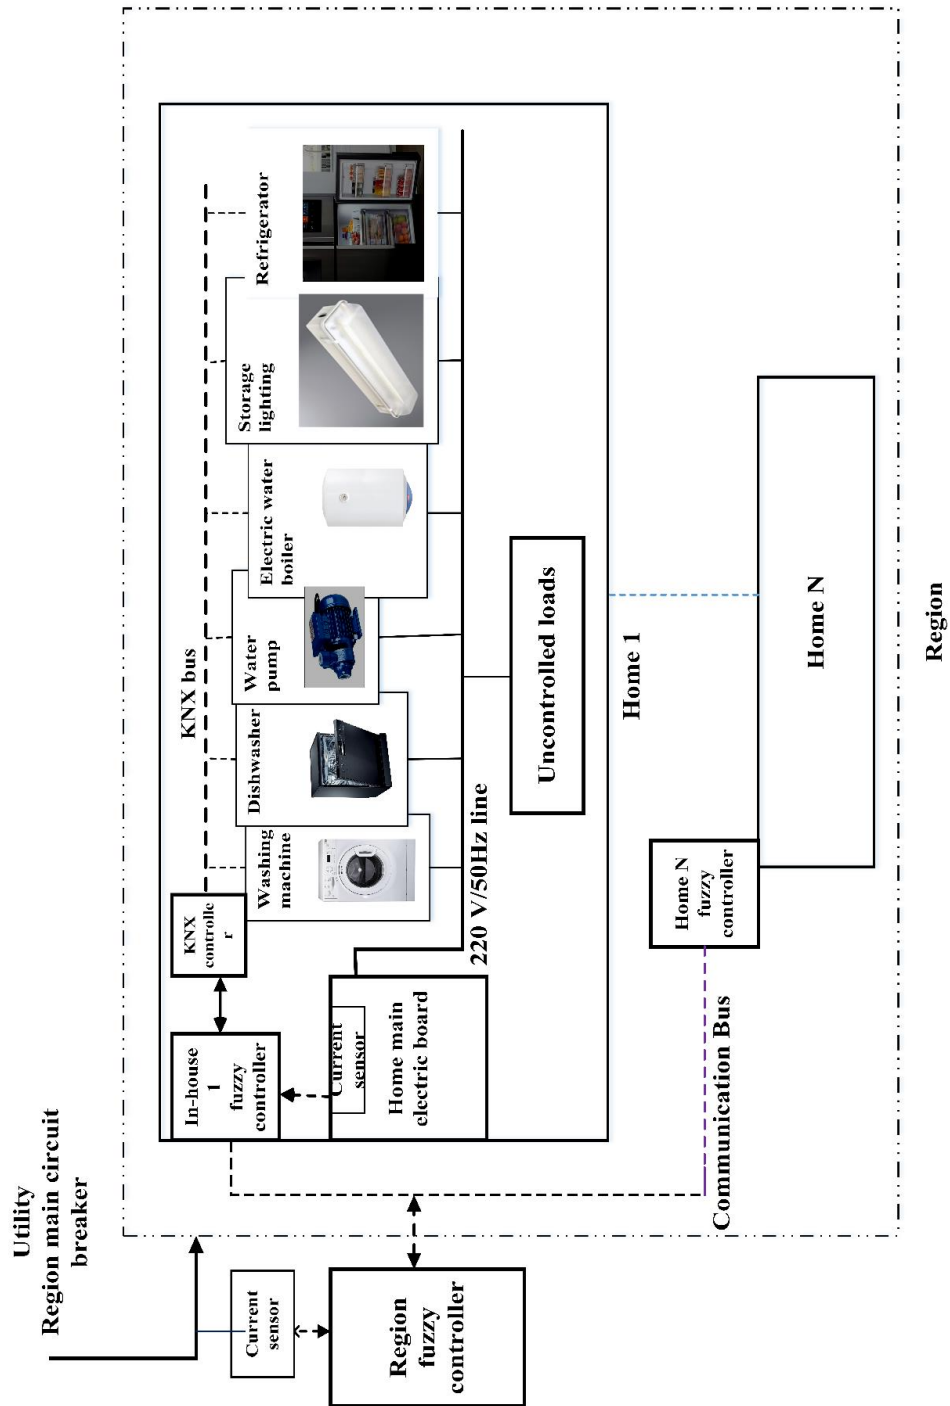 Utility
Region main circuit
breaker
Current
sensor
Region
fuzzy
controller
In-house
1
fuzzy
controller
KNX
controlle
r
KNX bus
Current
sensor
Home main
electric board
220 V/50Hz line
Washing
machine
Dishwasher
Water
pump
Electric water
boiler
Storage
lighting
Refrigerator
Uncontrolled loads
Home 1
Communication Bus
Home N
fuzzy
controller
Home N
Region